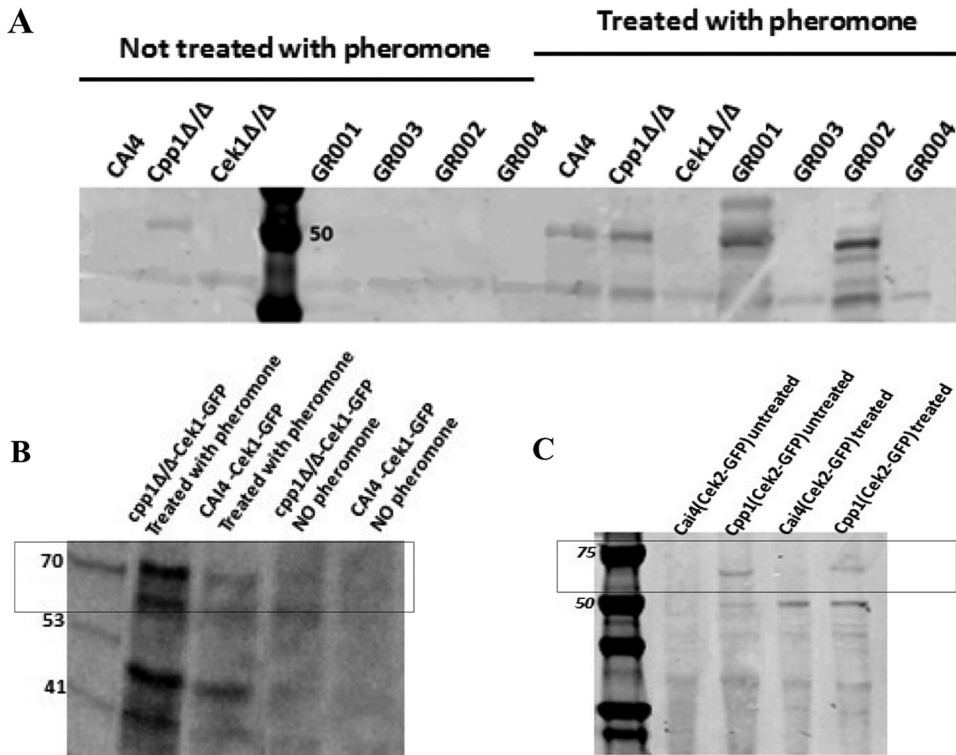 A
Not treated with pheromone
Treated with pheromone
CAI4
Cpp1Δ/Δ
Cek1Δ/Δ
GR001
GR003
GR002
GR004
CAI4
Cpp1Δ/Δ
Cek1Δ/Δ
GR001
GR003
GR002
GR004
50
B
cpp1Δ/Δ-Cek1-GFP
Treated with pheromone
CAI4 -Cek1-GFP
Treated with pheromone
cpp1Δ/Δ-Cek1-GFP
NO pheromone
CAI4 -Cek1-GFP
NO pheromone
70
53
41
C
Cai4(Cek2-GFP)untreated
Cpp1(Cek2-GFP)untreated
Cai4(Cek2-GFP)treated
Cpp1(Cek2-GFP)treated
75
50